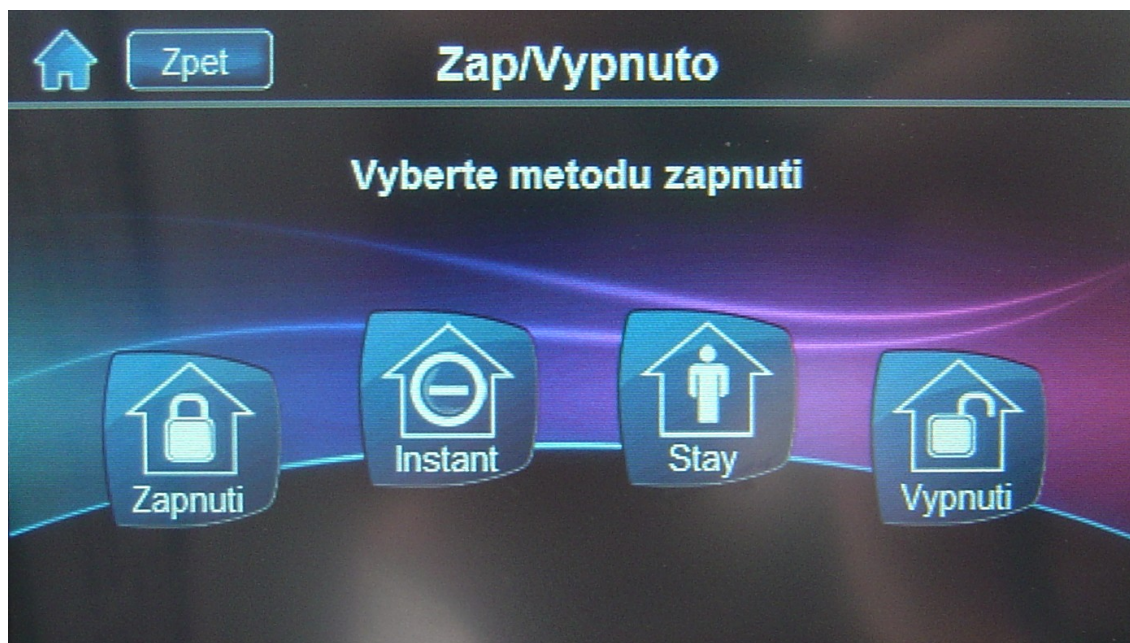 Zpet
Zap/Vypnuto
Vyberte metodu zapnuti
Zapnuti
Instant
Stay
Vypnuti